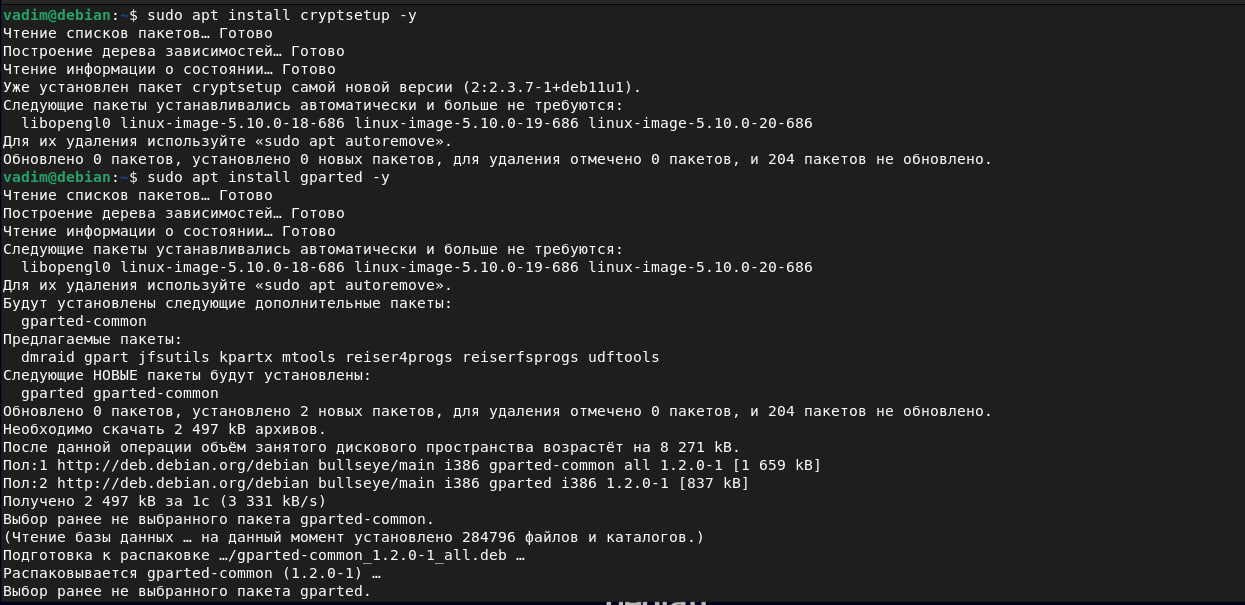 vadim@debian:~$ sudo apt install cryptsetup -y
Чтение списков пакетов… Готово
Построение дерева зависимостей… Готово
Чтение информации о состоянии… Готово
Уже установлен пакет cryptsetup самой новой версии (2:2.3.7-1+deb11u1).
Следующие пакеты устанавливались автоматически и больше не требуются:
  libopengl0 linux-image-5.10.0-18-686 linux-image-5.10.0-19-686 linux-image-5.10.0-20-686
Для их удаления используйте «sudo apt autoremove».
Обновлено 0 пакетов, установлено 0 новых пакетов, для удаления отмечено 0 пакетов, и 204 пакетов не обновлено.
vadim@debian:~$ sudo apt install gparted -y
Чтение списков пакетов… Готово
Построение дерева зависимостей… Готово
Чтение информации о состоянии… Готово
Следующие пакеты устанавливались автоматически и больше не требуются:
  libopengl0 linux-image-5.10.0-18-686 linux-image-5.10.0-19-686 linux-image-5.10.0-20-686
Для их удаления используйте «sudo apt autoremove».
Будут установлены следующие дополнительные пакеты:
  gparted-common
Предлагаемые пакеты:
  dmraid gpart jfsutils kpartx mtools reiser4progs reiserfsprogs udftools
Следующие НОВЫЕ пакеты будут установлены:
  gparted gparted-common
Обновлено 0 пакетов, установлено 2 новых пакетов, для удаления отмечено 0 пакетов, и 204 пакетов не обновлено.
Необходимо скачать 2 497 kB архивов.
После данной операции объём занятого дискового пространства возрастёт на 8 271 kB.
Пол:1 http://deb.debian.org/debian bullseye/main i386 gparted-common all 1.2.0-1 [1 659 kB]
Пол:2 http://deb.debian.org/debian bullseye/main i386 gparted i386 1.2.0-1 [837 kB]
Получено 2 497 kB за 1с (3 331 kB/s)
Выбор ранее не выбранного пакета gparted-common.
(Чтение базы данных … на данный момент установлено 284796 файлов и каталогов.)
Подготовка к распаковке …/gparted-common_1.2.0-1_all.deb …
Распаковывается gparted-common (1.2.0-1) …
Выбор ранее не выбранного пакета gparted.